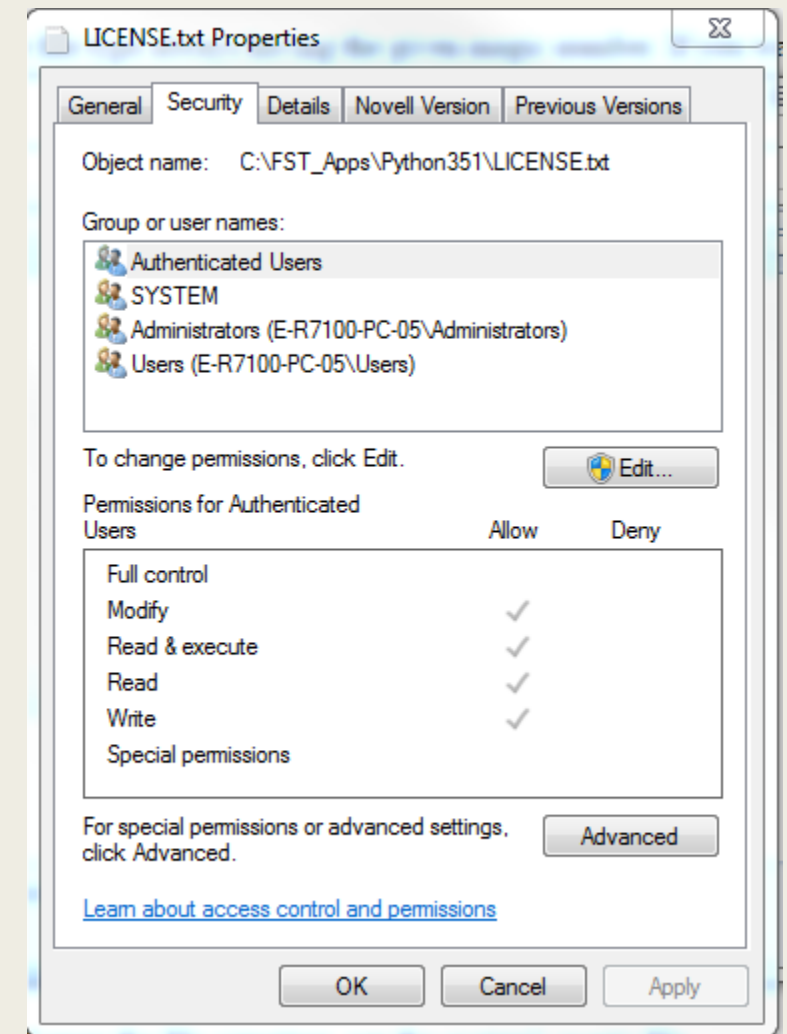 LICENSE.txt Properties
General Security Details Novell Version Previous Versions
Object name: C:\FST_Apps\Python351\LICENSE.txt
Group or user names:
Authenticated Users
SYSTEM
Administrators (E-R7100-PC-05\Administrators)
Users (E-R7100-PC-05\Users)
To change permissions, click Edit.
Edit...
Permissions for Authenticated
Users Allow Deny
Full control
Modify
Read & execute
Read
Write
Special permissions
For special permissions or advanced settings,
click Advanced.
Advanced
Learn about access control and permissions
OK Cancel Apply